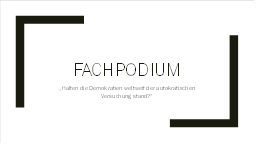 FACHPODIUM
„Halten die Demokratien weltweit der autokratischen
Versuchung stand?"